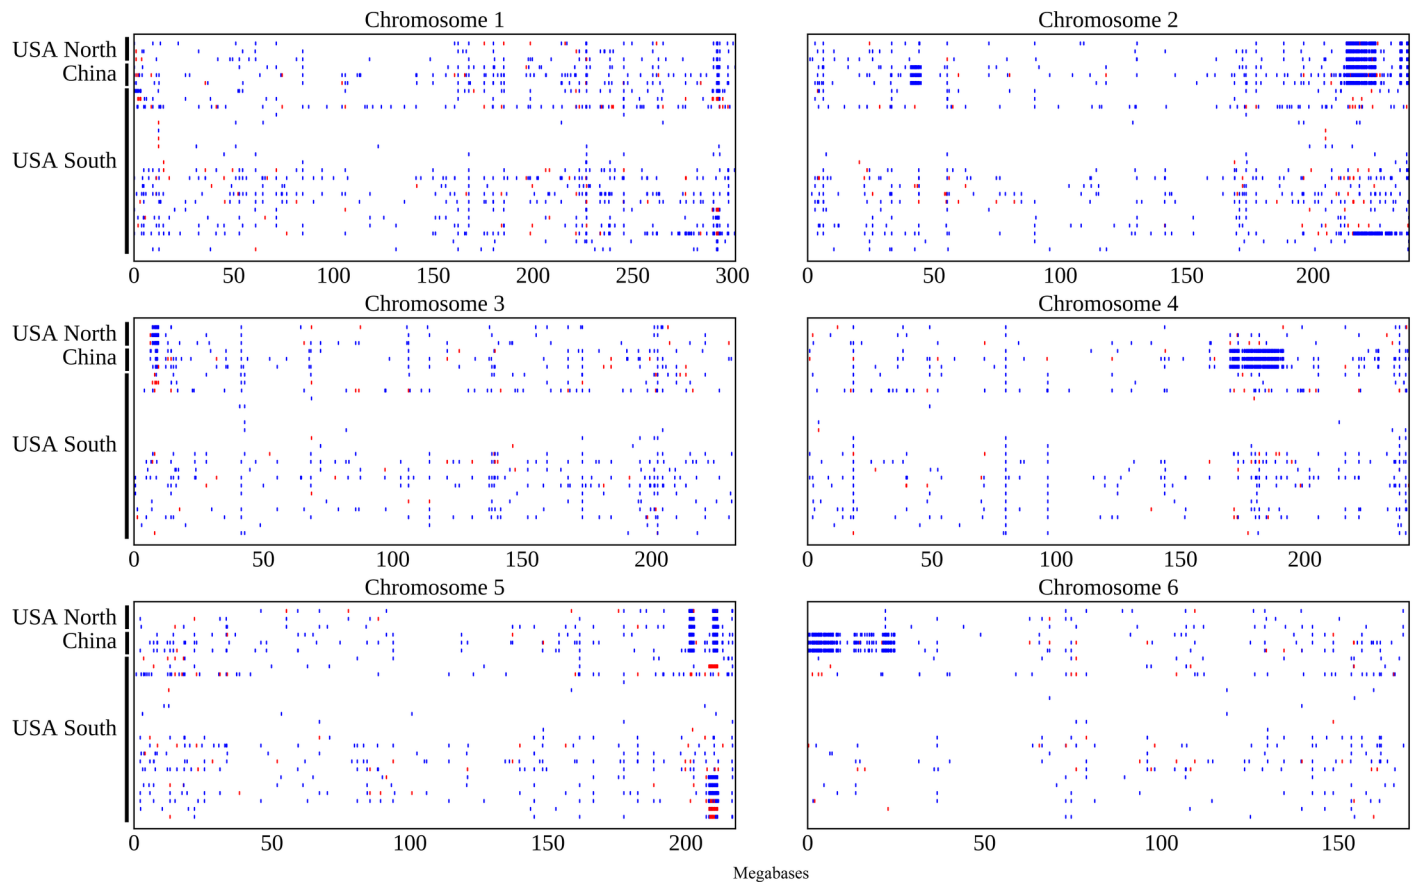 Chromosome 1
Chromosome 2
USA North
China
USA South
0 50 100 150 200 250 300
0 50 100 150 200
Chromosome 3
Chromosome 4
USA North
China
USA South
0 50 100 150 200
0 50 100 150 200
Chromosome 5
Chromosome 6
USA North
China
USA South
0 50 100 150 200
0 50 100 150
Megabases